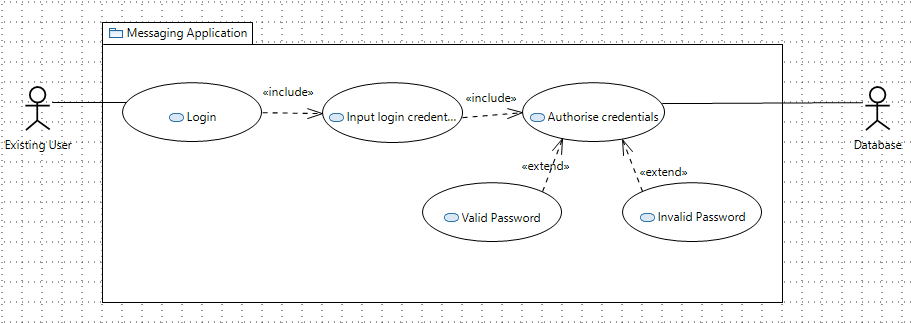 Messaging Application
«include»
«include»
Login
Input login credent...
Authorise credentials
Existing User
Database
«extend»
«extend»
Valid Password
Invalid Password